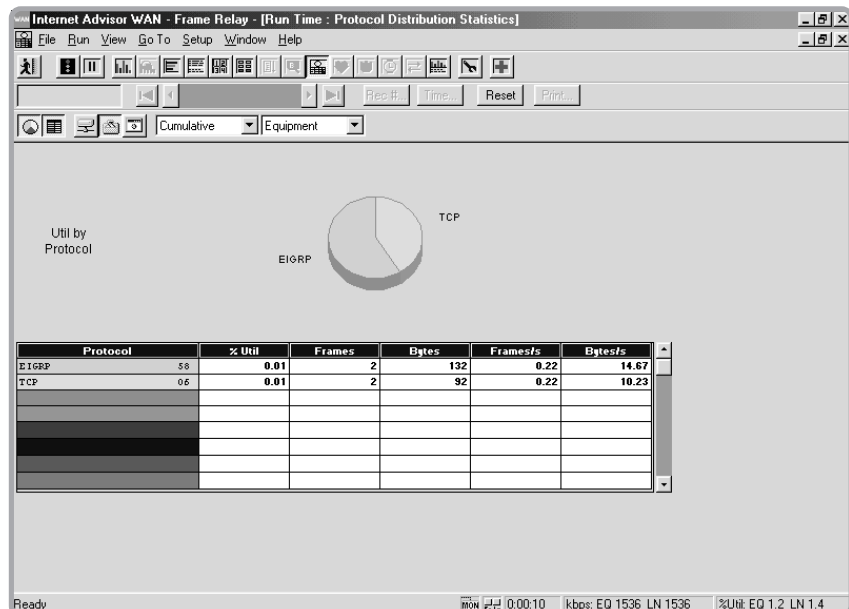 WAN Internet Advisor WAN - Frame Relay - [Run Time : Protocol Distribution Statistics]
File Run View Go To Setup Window Help
Rec #... Time... Reset Print...
Cumulative Equipment
Util by
Protocol
TCP
EIGRP
Protocol % Util Frames Bytes Frames/s Bytes/s
EIGRP 58 0.01 2 132 0.22 14.67
TCP 06 0.01 2 92 0.22 10.23
Ready MON 0:00:10 kbps: EQ 1536 LN 1536 %Util: EQ 1.2 LN 1.4